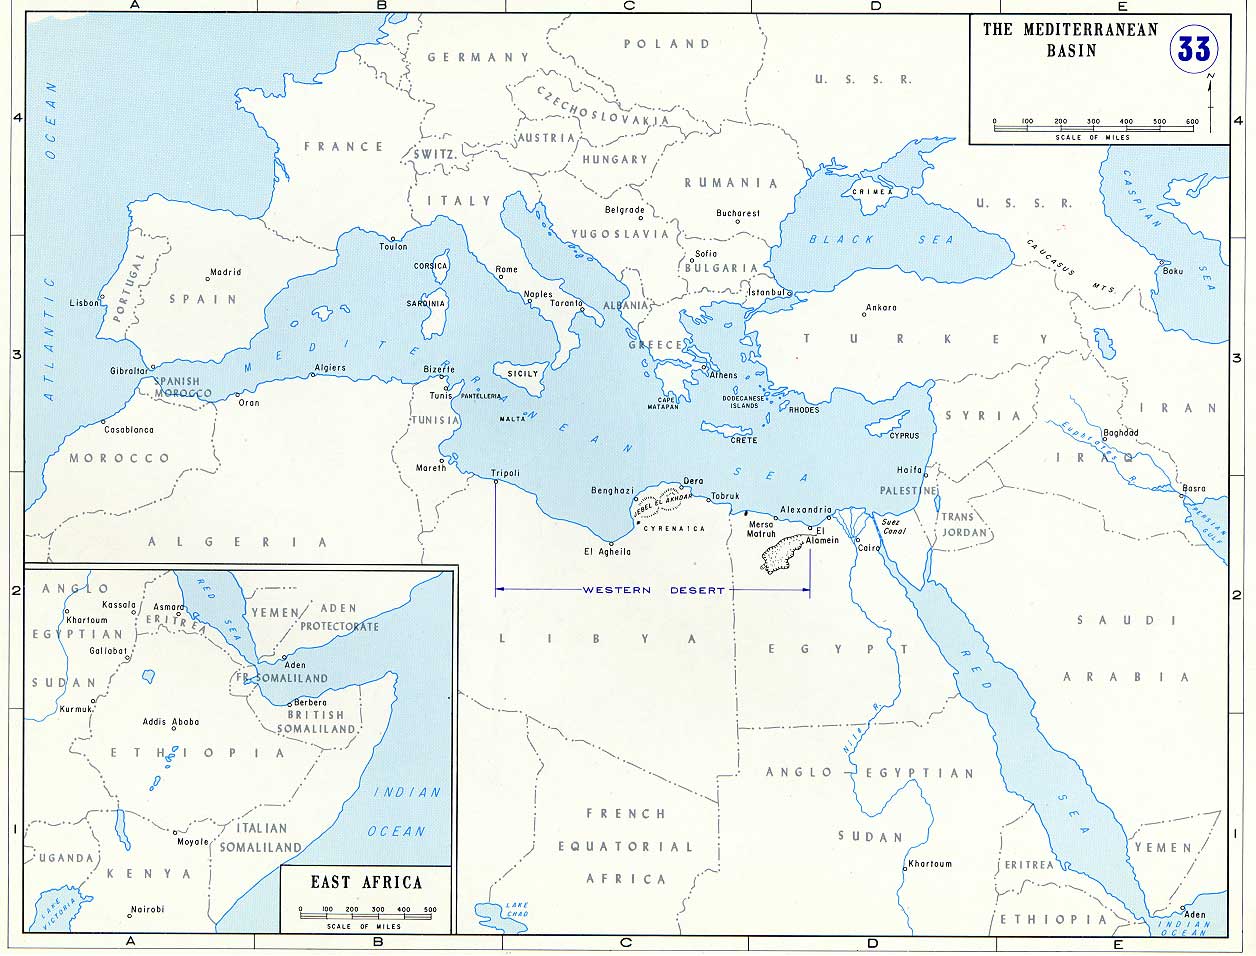 A
B
C
D
E
THE MEDITERRANEAN
BASIN
33
N
0 100 200 300 400 500 600
SCALE OF MILES
4
4
3
3
2
2
1
1
ATLANTIC OCEAN
GERMANY
POLAND
U. S. S. R.
CZECHOSLOVAKIA
AUSTRIA
FRANCE
SWITZ.
HUNGARY
RUMANIA
CRIMEA
U. S. S. R.
CASPIAN SEA
ITALY
Belgrade
Bucharest
YUGOSLAVIA
BLACK SEA
Toulon
Sofia
BULGARIA
CAUCASUS MTS.
Baku
PORTUGAL
Madrid
SPAIN
Lisbon
CORSICA
Rome
SARDINIA
Naples
Taranto
ALBANIA
Istanbul
Ankara
TURKEY
GREECE
MEDITERRANEAN SEA
Gibraltar
SPANISH
MOROCCO
Algiers
Bizerte
SICILY
Athens
Oran
Tunis
PANTELLERIA
CAPE
MATAPAN
DODECANESE
ISLANDS
RHODES
SYRIA
IRAN
Casablanca
TUNISIA
MALTA
CRETE
CYPRUS
Euphrates R.
Baghdad
IRAQ
MOROCCO
Mareth
Tripoli
Haifa
PALESTINE
Basra
PERSIAN
GULF
Benghazi
Dera
JEBEL EL AKHDAR
Tobruk
CYRENAICA
Alexandria
Mersa
Matruh
El
Alamein
Suez
Canal
Cairo
TRANS
JORDAN
ALGERIA
El Agheila
WESTERN DESERT
LIBYA
EGYPT
SAUDI
ARABIA
RED SEA
Nile R.
ANGLO-EGYPTIAN
SUDAN
FRENCH
EQUATORIAL
AFRICA
Khartoum
ERITREA
YEMEN
ETHIOPIA
Aden
INDIAN
OCEAN
LAKE
CHAD
ANGLO
Kassala
Asmara
RED SEA
YEMEN
ADEN
PROTECTORATE
Khartoum
EGYPTIAN
ERITREA
Gallabat
Aden
SUDAN
FR. SOMALILAND
Kurmuk
Berbera
BRITISH
SOMALILAND
Addis Ababa
ETHIOPIA
INDIAN
OCEAN
ITALIAN
SOMALILAND
Moyale
UGANDA
KENYA
LAKE
VICTORIA
Nairobi
EAST AFRICA
0 100 200 300 400 500
SCALE OF MILES
A
B
C
D
E